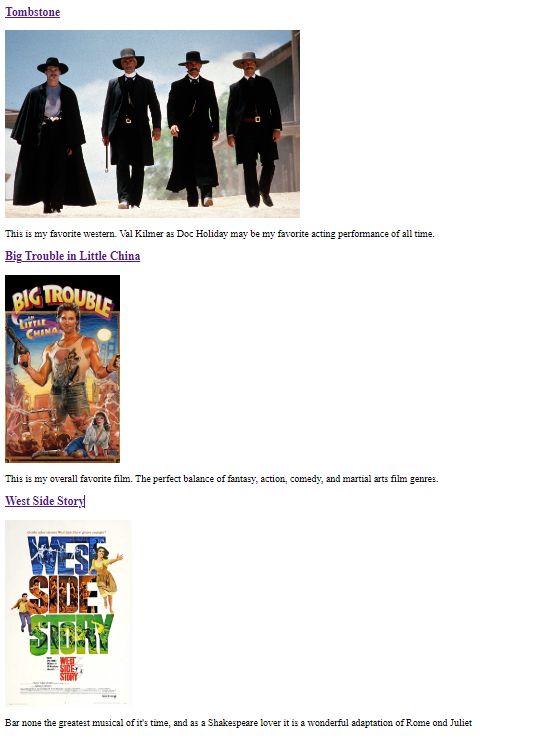 Tombstone
This is my favorite western. Val Kilmer as Doc Holiday may be my favorite acting performance of all time.
Big Trouble in Little China
BIG TROUBLE
IN
LITTLE
CHINA
This is my overall favorite film. The perfect balance of fantasy, action, comedy, and martial arts film genres.
West Side Story
WEST
SIDE
STORY
WEST
SIDE
STORY
Bar none the greatest musical of it's time, and as a Shakespeare lover it is a wonderful adaptation of Rome ond Juliet